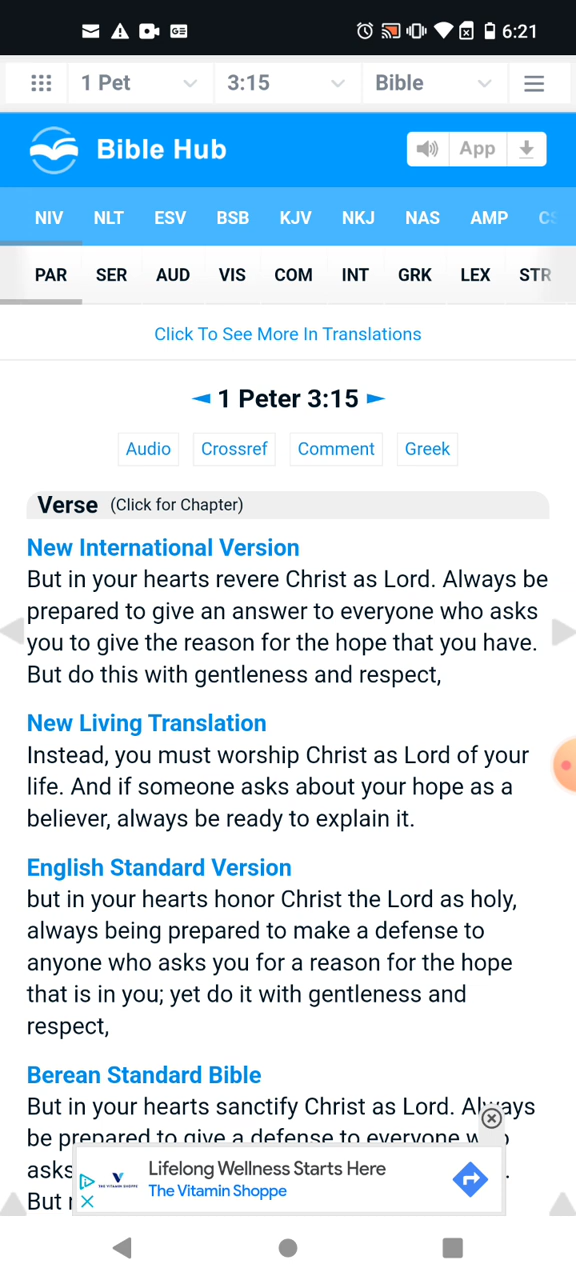 6:21
1 Pet 3:15 Bible
Bible Hub App
NIV NLT ESV BSB KJV NKJ NAS AMP
PAR SER AUD VIS COM INT GRK LEX STR
Click To See More In Translations
◄ 1 Peter 3:15 ►
Audio Crossref Comment Greek
Verse (Click for Chapter)
New International Version
But in your hearts revere Christ as Lord. Always be
prepared to give an answer to everyone who asks
you to give the reason for the hope that you have.
But do this with gentleness and respect,
New Living Translation
Instead, you must worship Christ as Lord of your
life. And if someone asks about your hope as a
believer, always be ready to explain it.
English Standard Version
but in your hearts honor Christ the Lord as holy,
always being prepared to make a defense to
anyone who asks you for a reason for the hope
that is in you; yet do it with gentleness and
respect,
Berean Standard Bible
But in your hearts sanctify Christ as Lord. Always
be prepared to give a defense to everyone
asks
But
Lifelong Wellness Starts Here
The Vitamin Shoppe